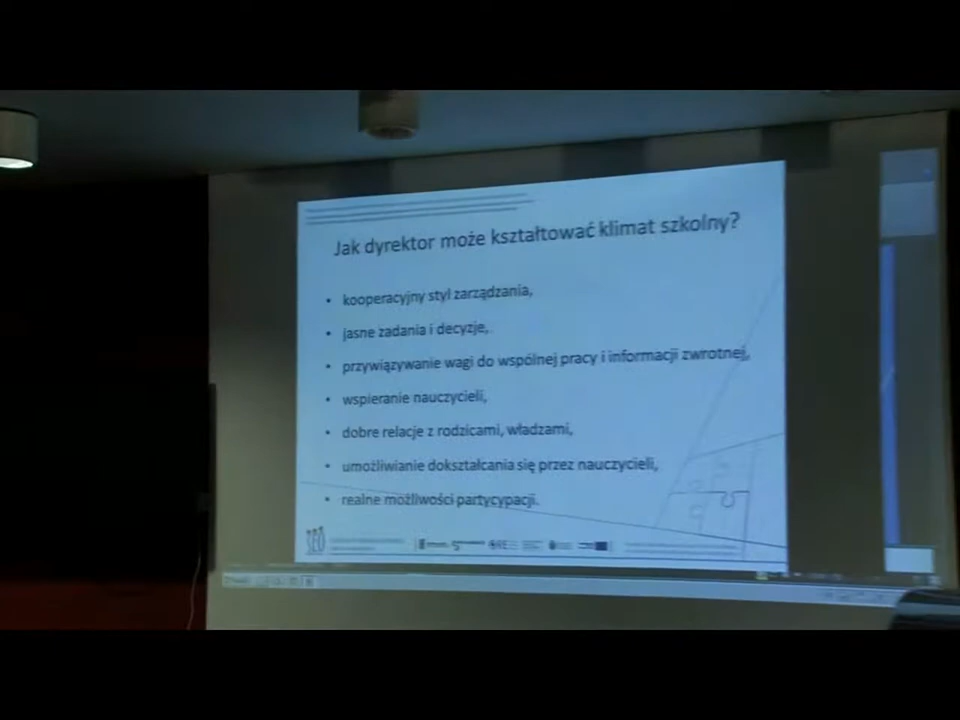 Jak dyrektor może kształtować klimat szkolny?
• kooperacyjny styl zarządzania,
• jasne zadania i decyzje,
• przywiązywanie wagi do wspólnej pracy i informacji zwrotnej,
• wspieranie nauczycieli,
• dobre relacje z rodzicami, władzami,
• umożliwianie dokształcania się przez nauczycieli,
• realne możliwości partycypacji.